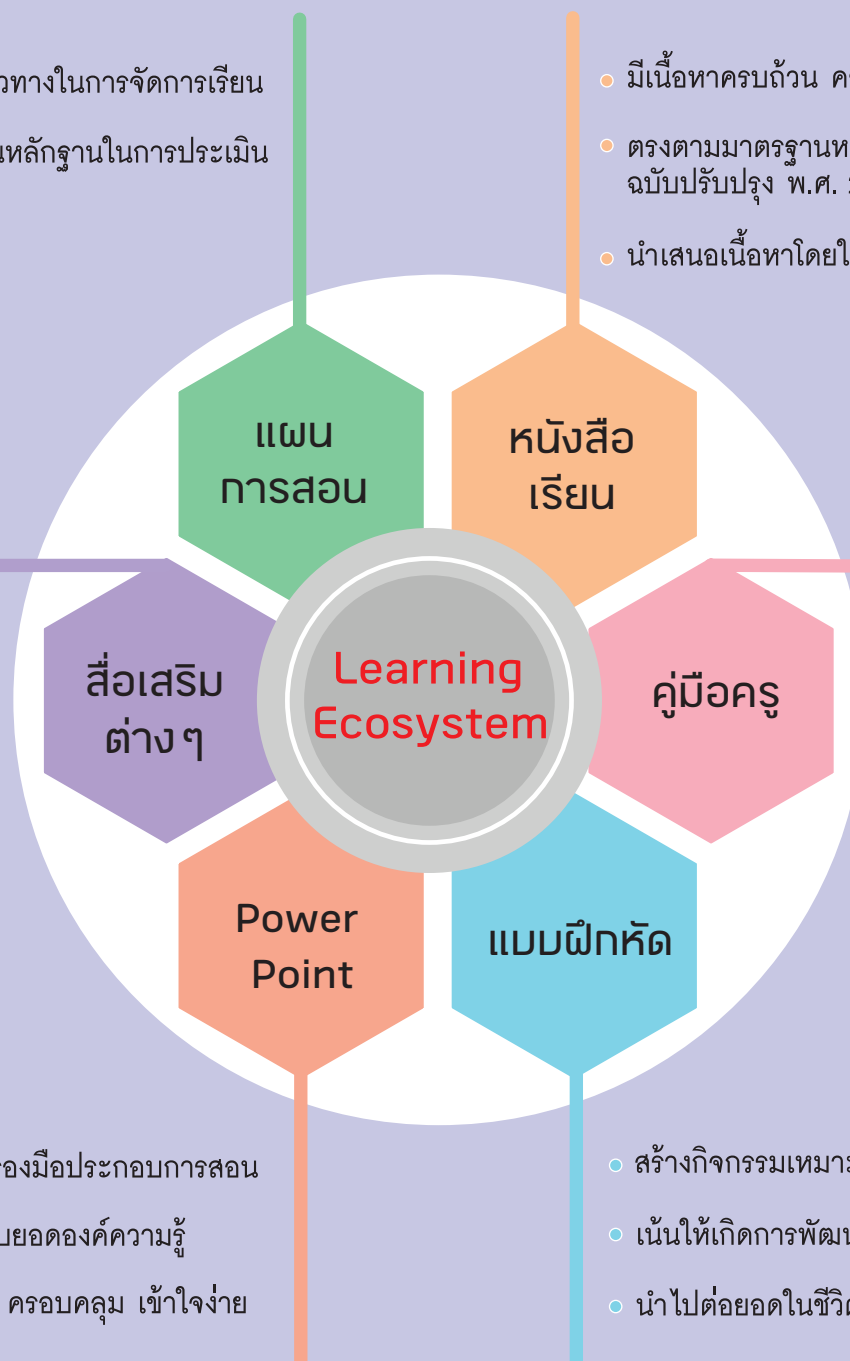 ทางในการจัดการเรียน
หลักฐานในการประเมิน
มีเนื้อหาครบถ้วน
ตรงตามมาตรฐาน
ฉบับปรับปรุง พ.ศ.
นำเสนอเนื้อหาโดย
แผน
การสอน
หนังสือ
เรียน
สื่อเสริม
ต่าง ๆ
Learning
Ecosystem
คู่มือครู
Power
Point
แบบฝึกหัด
องมือประกอบการสอน
ยอดองค์ความรู้
ครอบคลุม เข้าใจง่าย
สร้างกิจกรรมเหมาะ
เน้นให้เกิดการพัฒน
นำไปต่อยอดในชีวิต